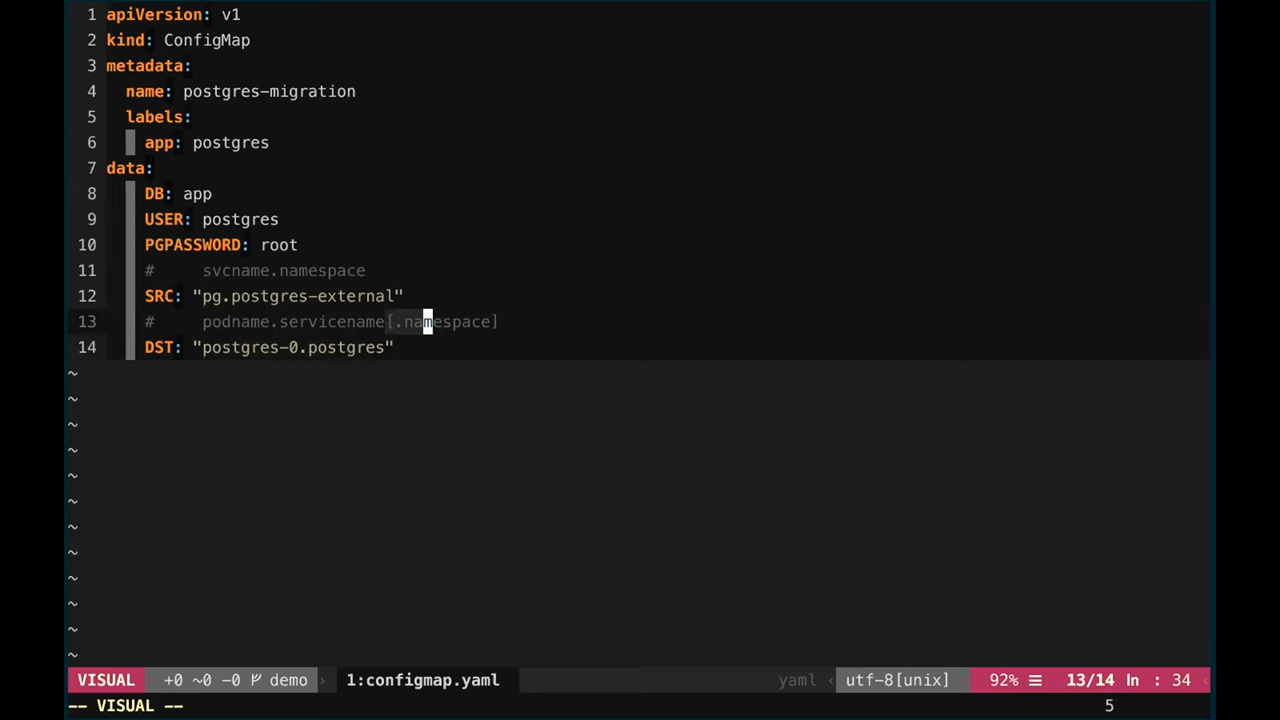 1 apiVersion: v1
2 kind: ConfigMap
3 metadata:
4 name: postgres-migration
5 labels:
6 app: postgres
7 data:
8 DB: app
9 USER: postgres
10 PGPASSWORD: root
11 # svcname.namespace
12 SRC: "pg.postgres-external"
13 # podname.servicename[.namespace]
14 DST: "postgres-0.postgres"
~
~
~
~
~
~
~
~
~
~
~
~
VISUAL +0 ~0 -0 ᚠ demo › 1:configmap.yaml yaml ‹ utf-8[unix] 92% ☰ 13/14 ln : 34 ‹
-- VISUAL -- 5